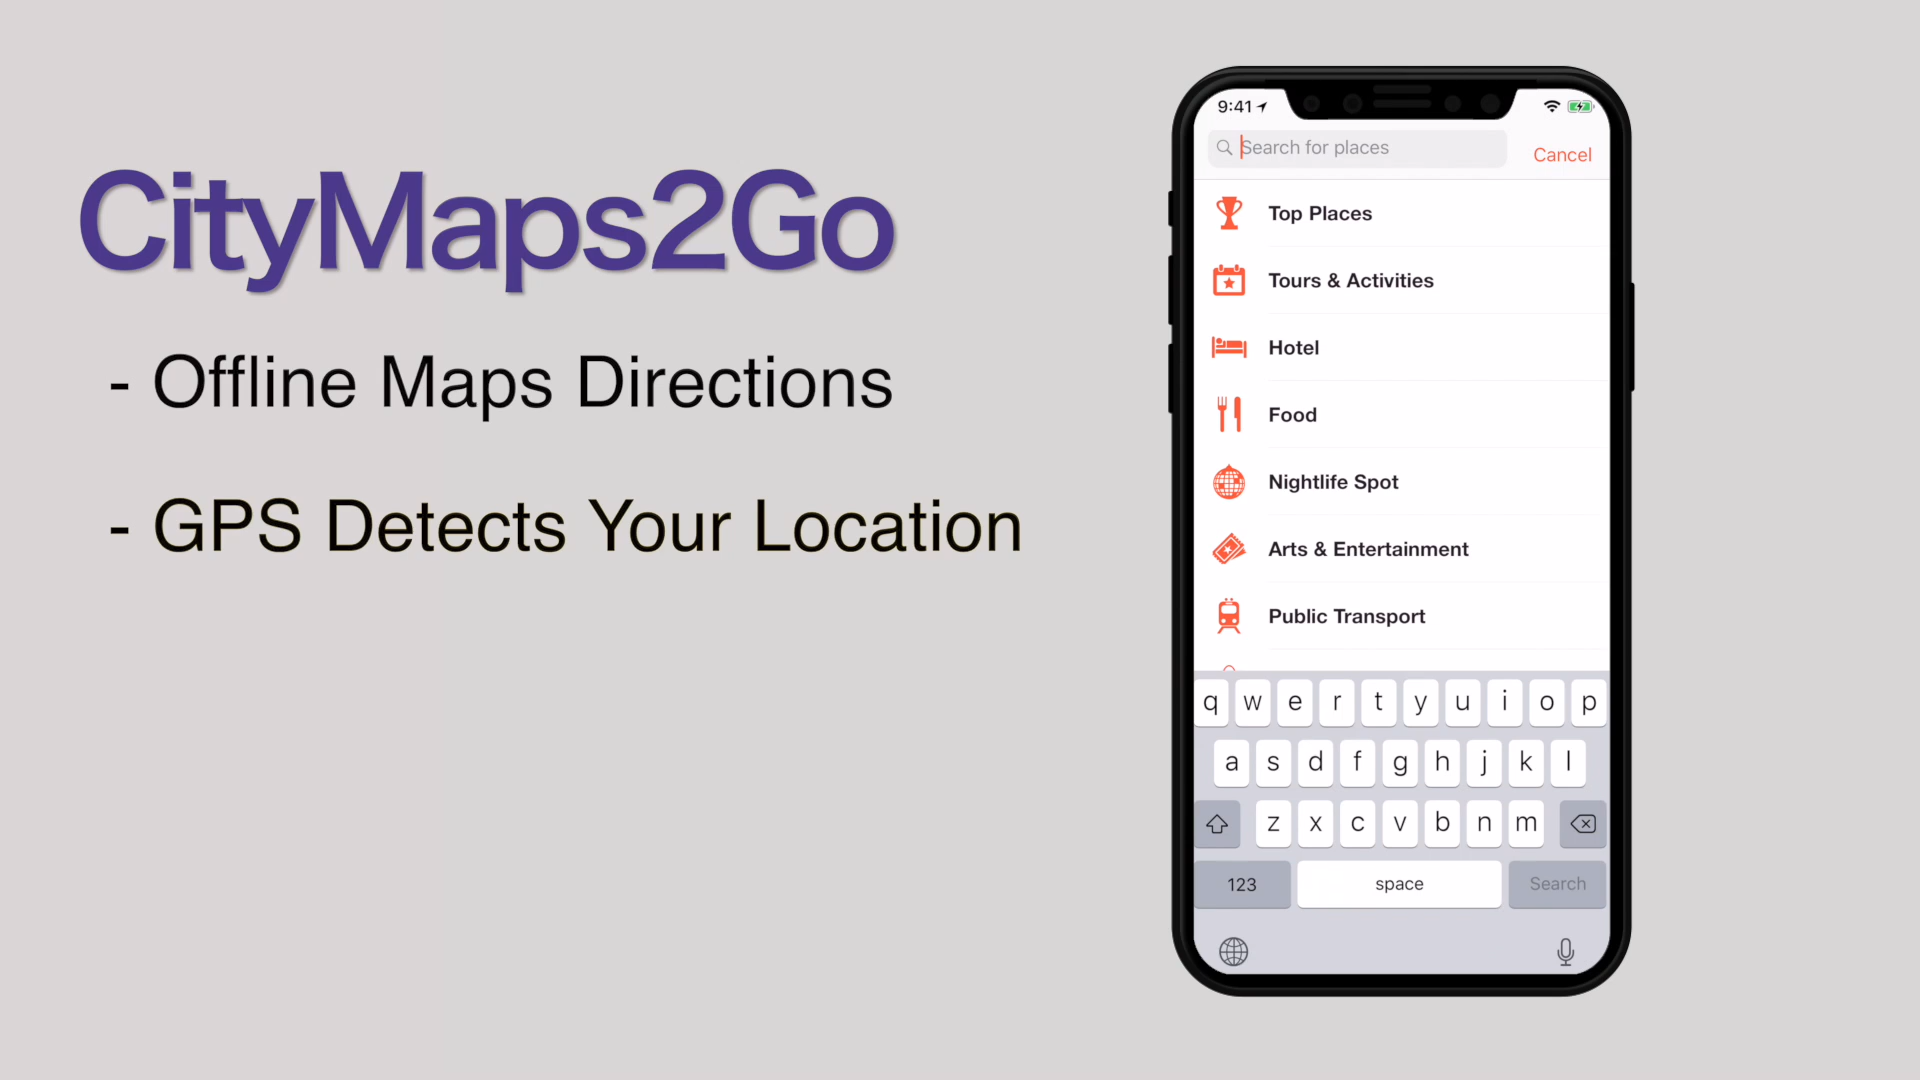 CityMaps2Go
- Offline Maps Directions
- GPS Detects Your Location
9:41
Search for places
Cancel
Top Places
Tours & Activities
Hotel
Food
Nightlife Spot
Arts & Entertainment
Public Transport
q w e r t y u i o p
a s d f g h j k l
z x c v b n m
123 space Search